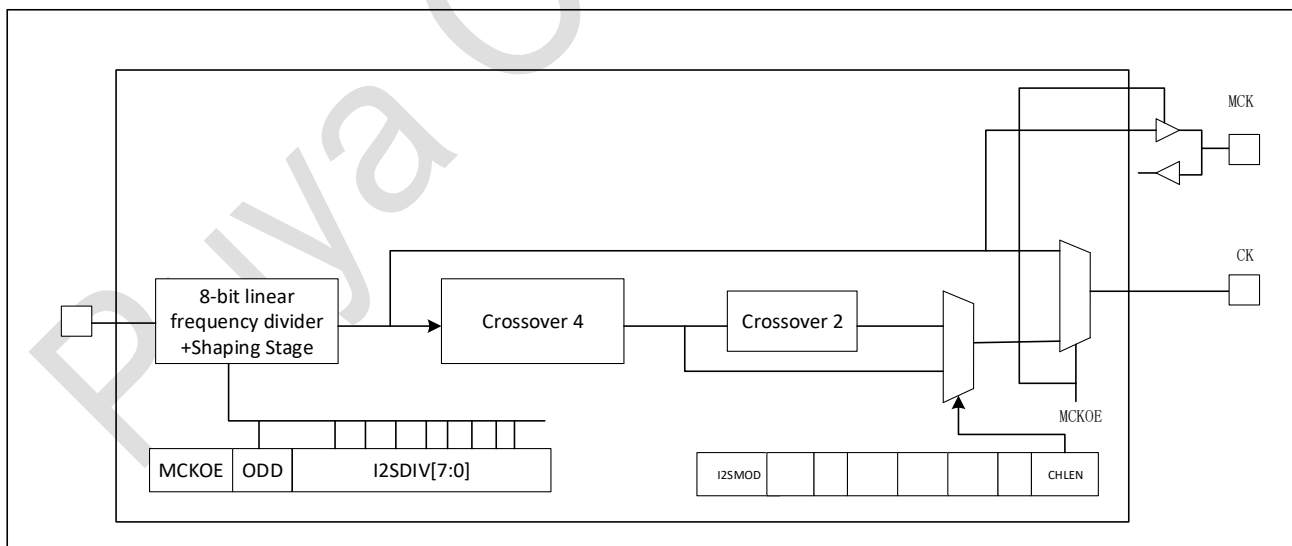 Puya
MCK
CK
8-bit linear
frequency divider
+Shaping Stage
Crossover 4
Crossover 2
MCKOE
MCKOE
ODD
I2SDIV[7:0]
I2SMOD
CHLEN